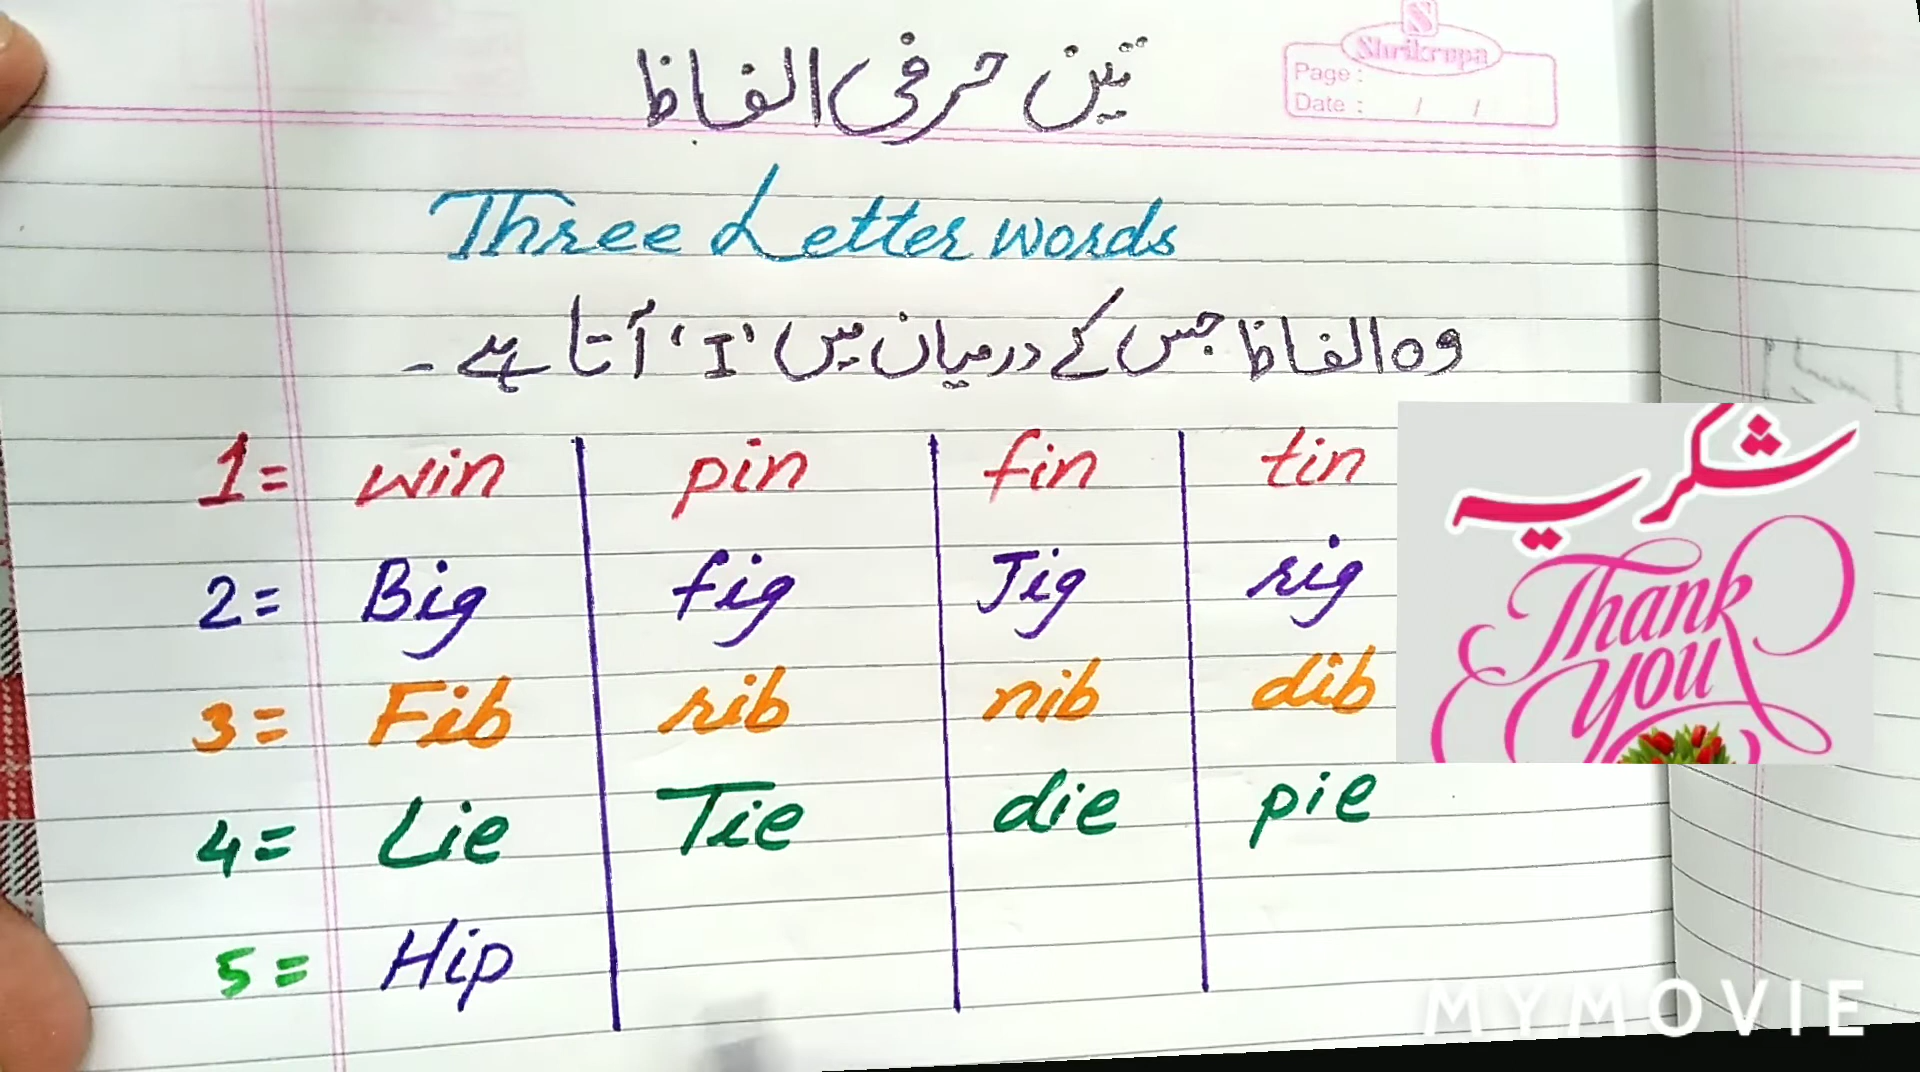 Shrikrupa
Page :
Date : / /
تین حرفی الفاظ
Three Letter words
وہ الفاظ جس کے درمیان میں 'I' آتا ہے۔
1= win pin fin tin
2= Big fig Jig rig
3= Fib rib nib dib
4= Lie Tie die pie
5= Hip
شکریہ
Thank
you
MYMOVIE